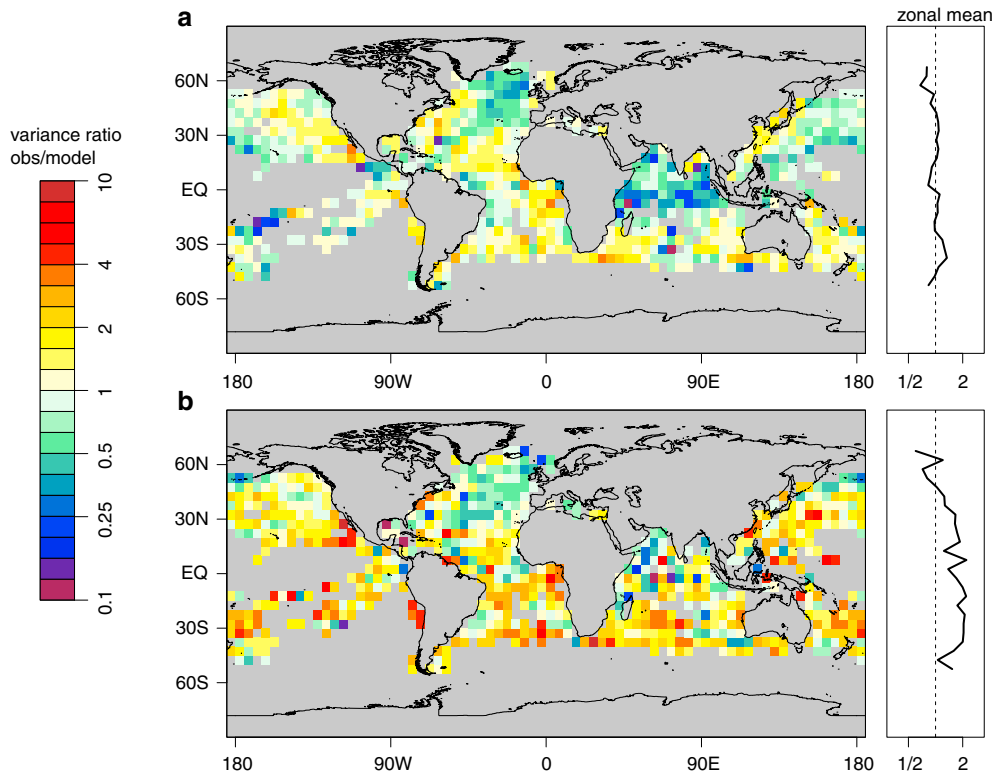 a
zonal mean
60N
30N
EQ
30S
60S
180
90W
0
90E
180
1/2
2
variance ratio
obs/model
10
4
2
1
0.5
0.25
0.1
b
60N
30N
EQ
30S
60S
180
90W
0
90E
180
1/2
2